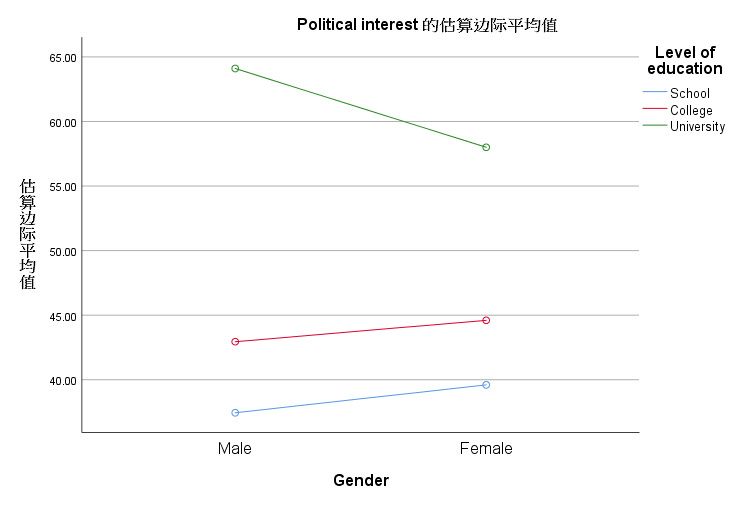 Political interest 的估算边际平均值
Level of
education
School
College
University
估算边际平均值
65.00
60.00
55.00
50.00
45.00
40.00
Male
Female
Gender